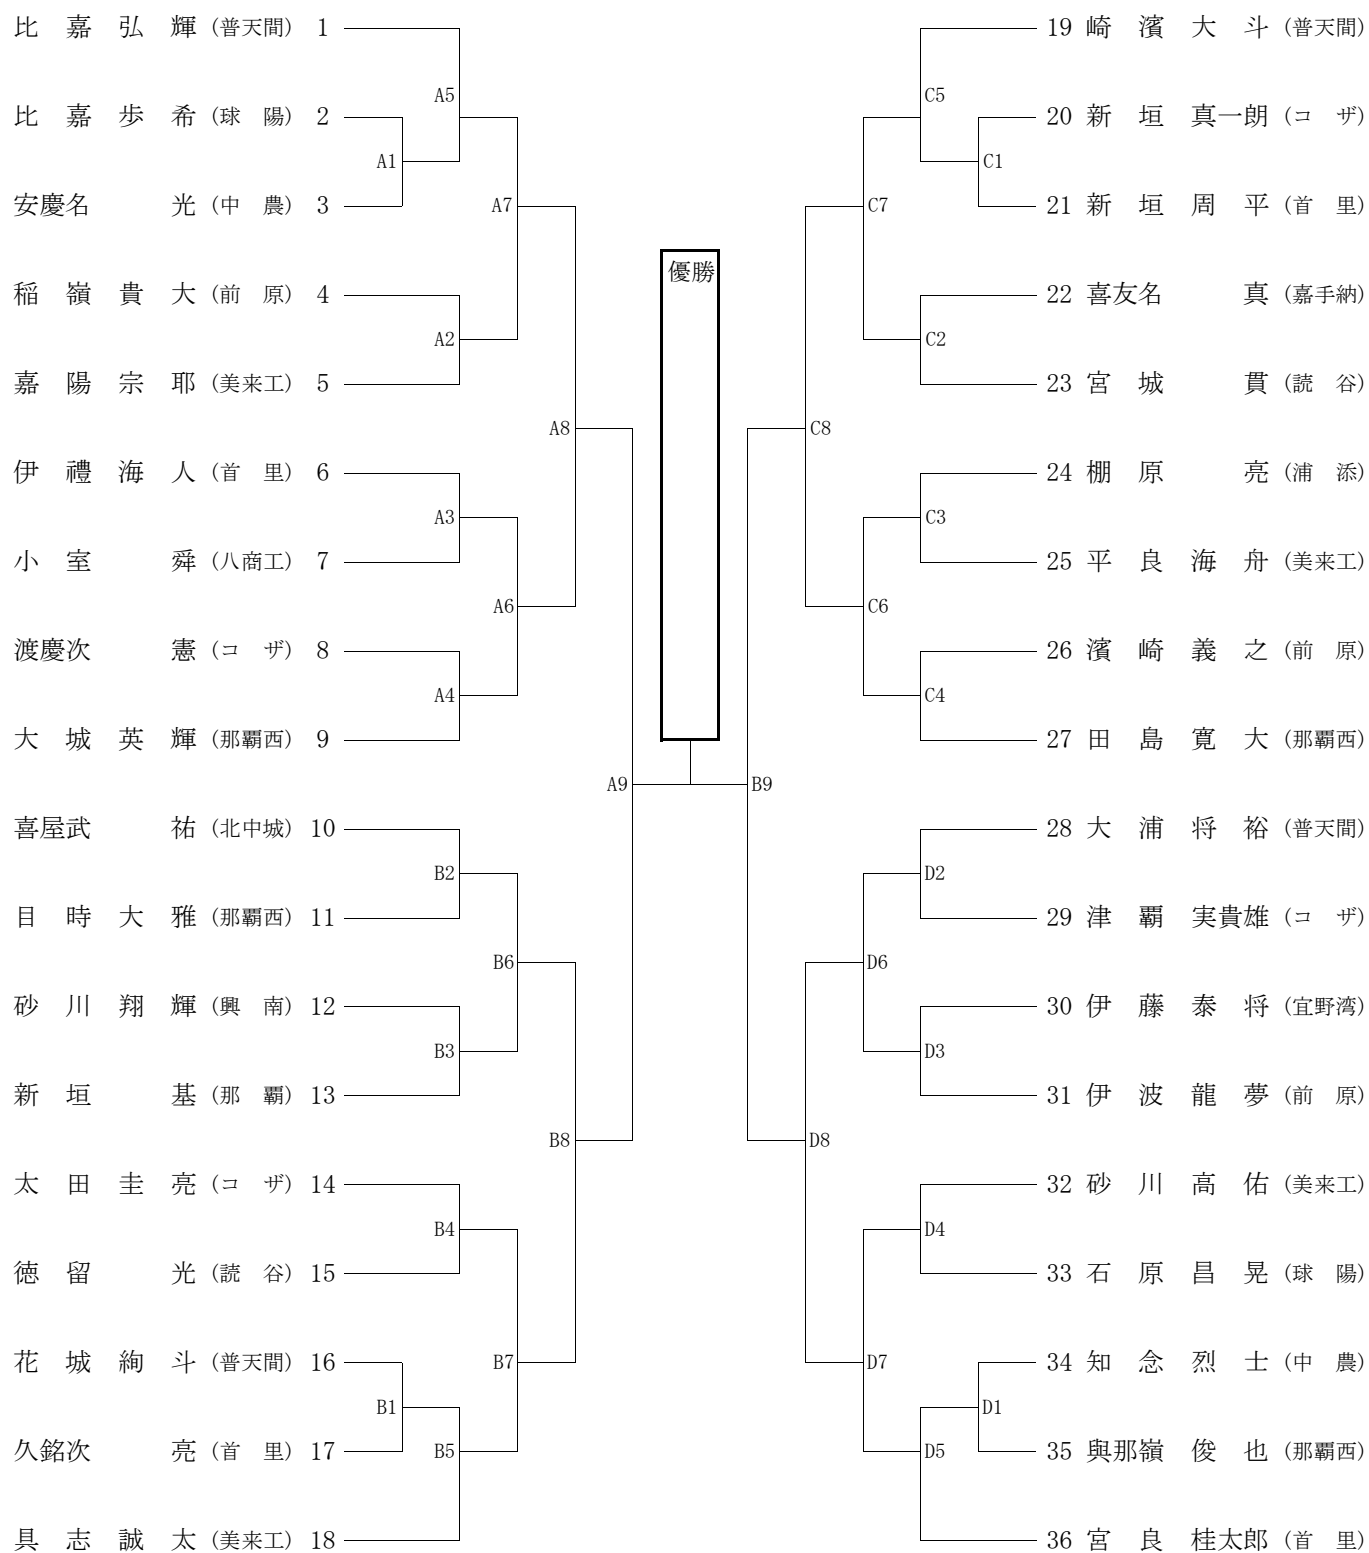 比嘉弘輝 (普天間) 1
A5
比嘉歩希 (球陽) 2
A1
安慶名光 (中農) 3
A7
稲嶺貴大 (前原) 4
A2
嘉陽宗耶 (美来工) 5
A8
伊禮海人 (首里) 6
A3
小室舜 (八商工) 7
A6
渡慶次憲 (コザ) 8
A4
大城英輝 (那覇西) 9
A9
喜屋武祐 (北中城) 10
B2
目時大雅 (那覇西) 11
B6
砂川翔輝 (興南) 12
B3
新垣基 (那覇) 13
B8
太田圭亮 (コザ) 14
B4
徳留光 (読谷) 15
花城絢斗 (普天間) 16
B7
B1
久銘次亮 (首里) 17
B5
具志誠太 (美来工) 18
優勝
19 崎濱大斗 (普天間)
C5
20 新垣真一朗 (コザ)
C1
21 新垣周平 (首里)
C7
22 喜友名真 (嘉手納)
C2
23 宮城貫 (読谷)
C8
24 棚原亮 (浦添)
C3
25 平良海舟 (美来工)
C6
26 濱崎義之 (前原)
C4
27 田島寛大 (那覇西)
B9
28 大浦将裕 (普天間)
D2
29 津覇実貴雄 (コザ)
D6
30 伊藤泰将 (宜野湾)
D3
31 伊波龍夢 (前原)
D8
32 砂川高佑 (美来工)
D4
33 石原昌晃 (球陽)
34 知念烈士 (中農)
D7
D1
35 與那嶺俊也 (那覇西)
D5
36 宮良桂太郎 (首里)